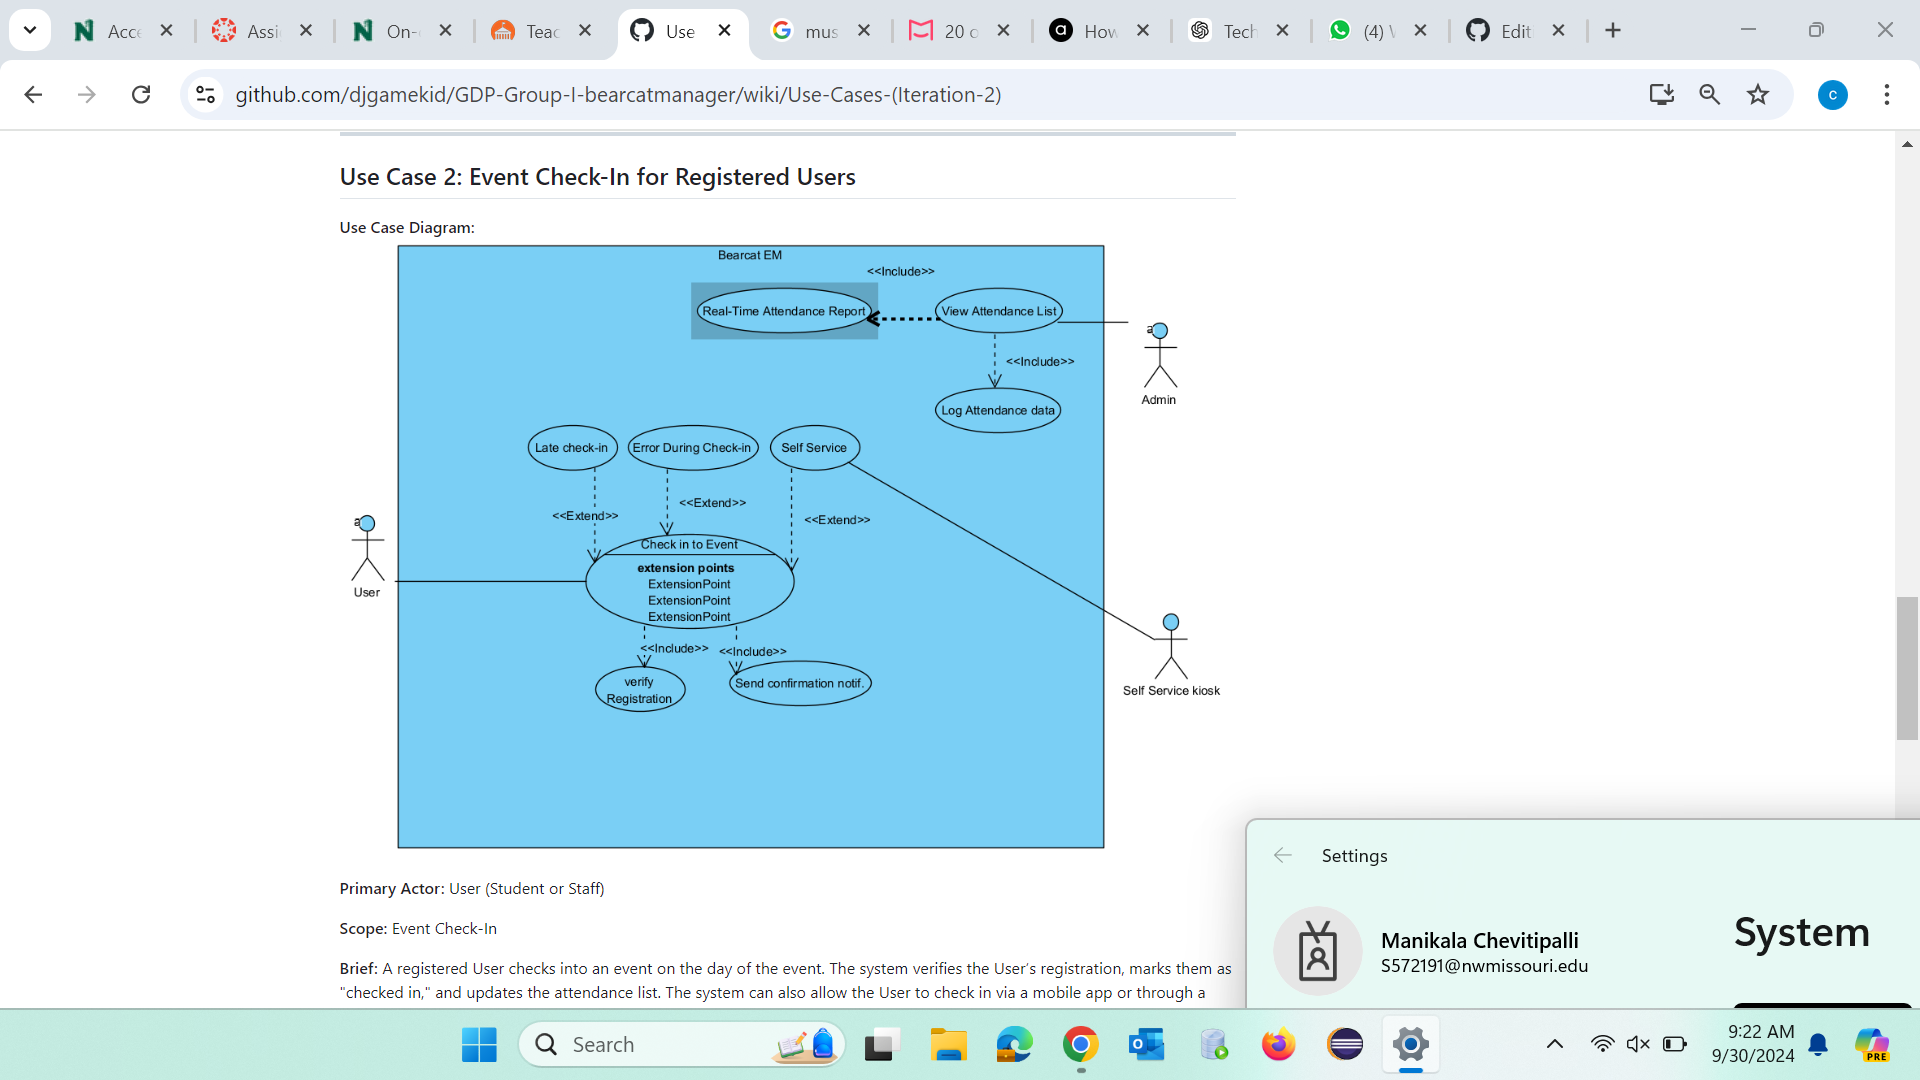 Acce
Assi
On-
Teac
Use
mus
20 o
How
Tech
(4)
Edit
github.com/djgamekid/GDP-Group-I-bearcatmanager/wiki/Use-Cases-(Iteration-2)
c
Use Case 2: Event Check-In for Registered Users
Use Case Diagram:
Bearcat EM
<<Include>>
Real-Time Attendance Report
View Attendance List
a
<<Include>>
Admin
Log Attendance data
Late check-in
Error During Check-in
Self Service
<<Extend>>
<<Extend>>
<<Extend>>
a
User
Check in to Event
extension points
ExtensionPoint
ExtensionPoint
ExtensionPoint
<<Include>>
<<Include>>
verify
Registration
Send confirmation notif.
Self Service kiosk
Primary Actor: User (Student or Staff)
Scope: Event Check-In
Brief: A registered User checks into an event on the day of the event. The system verifies the User's registration, marks them as
"checked in," and updates the attendance list. The system can also allow the User to check in via a mobile app or through a
Settings
Manikala Chevitipalli
S572191@nwmissouri.edu
System
Search
9:22 AM
9/30/2024
PRE